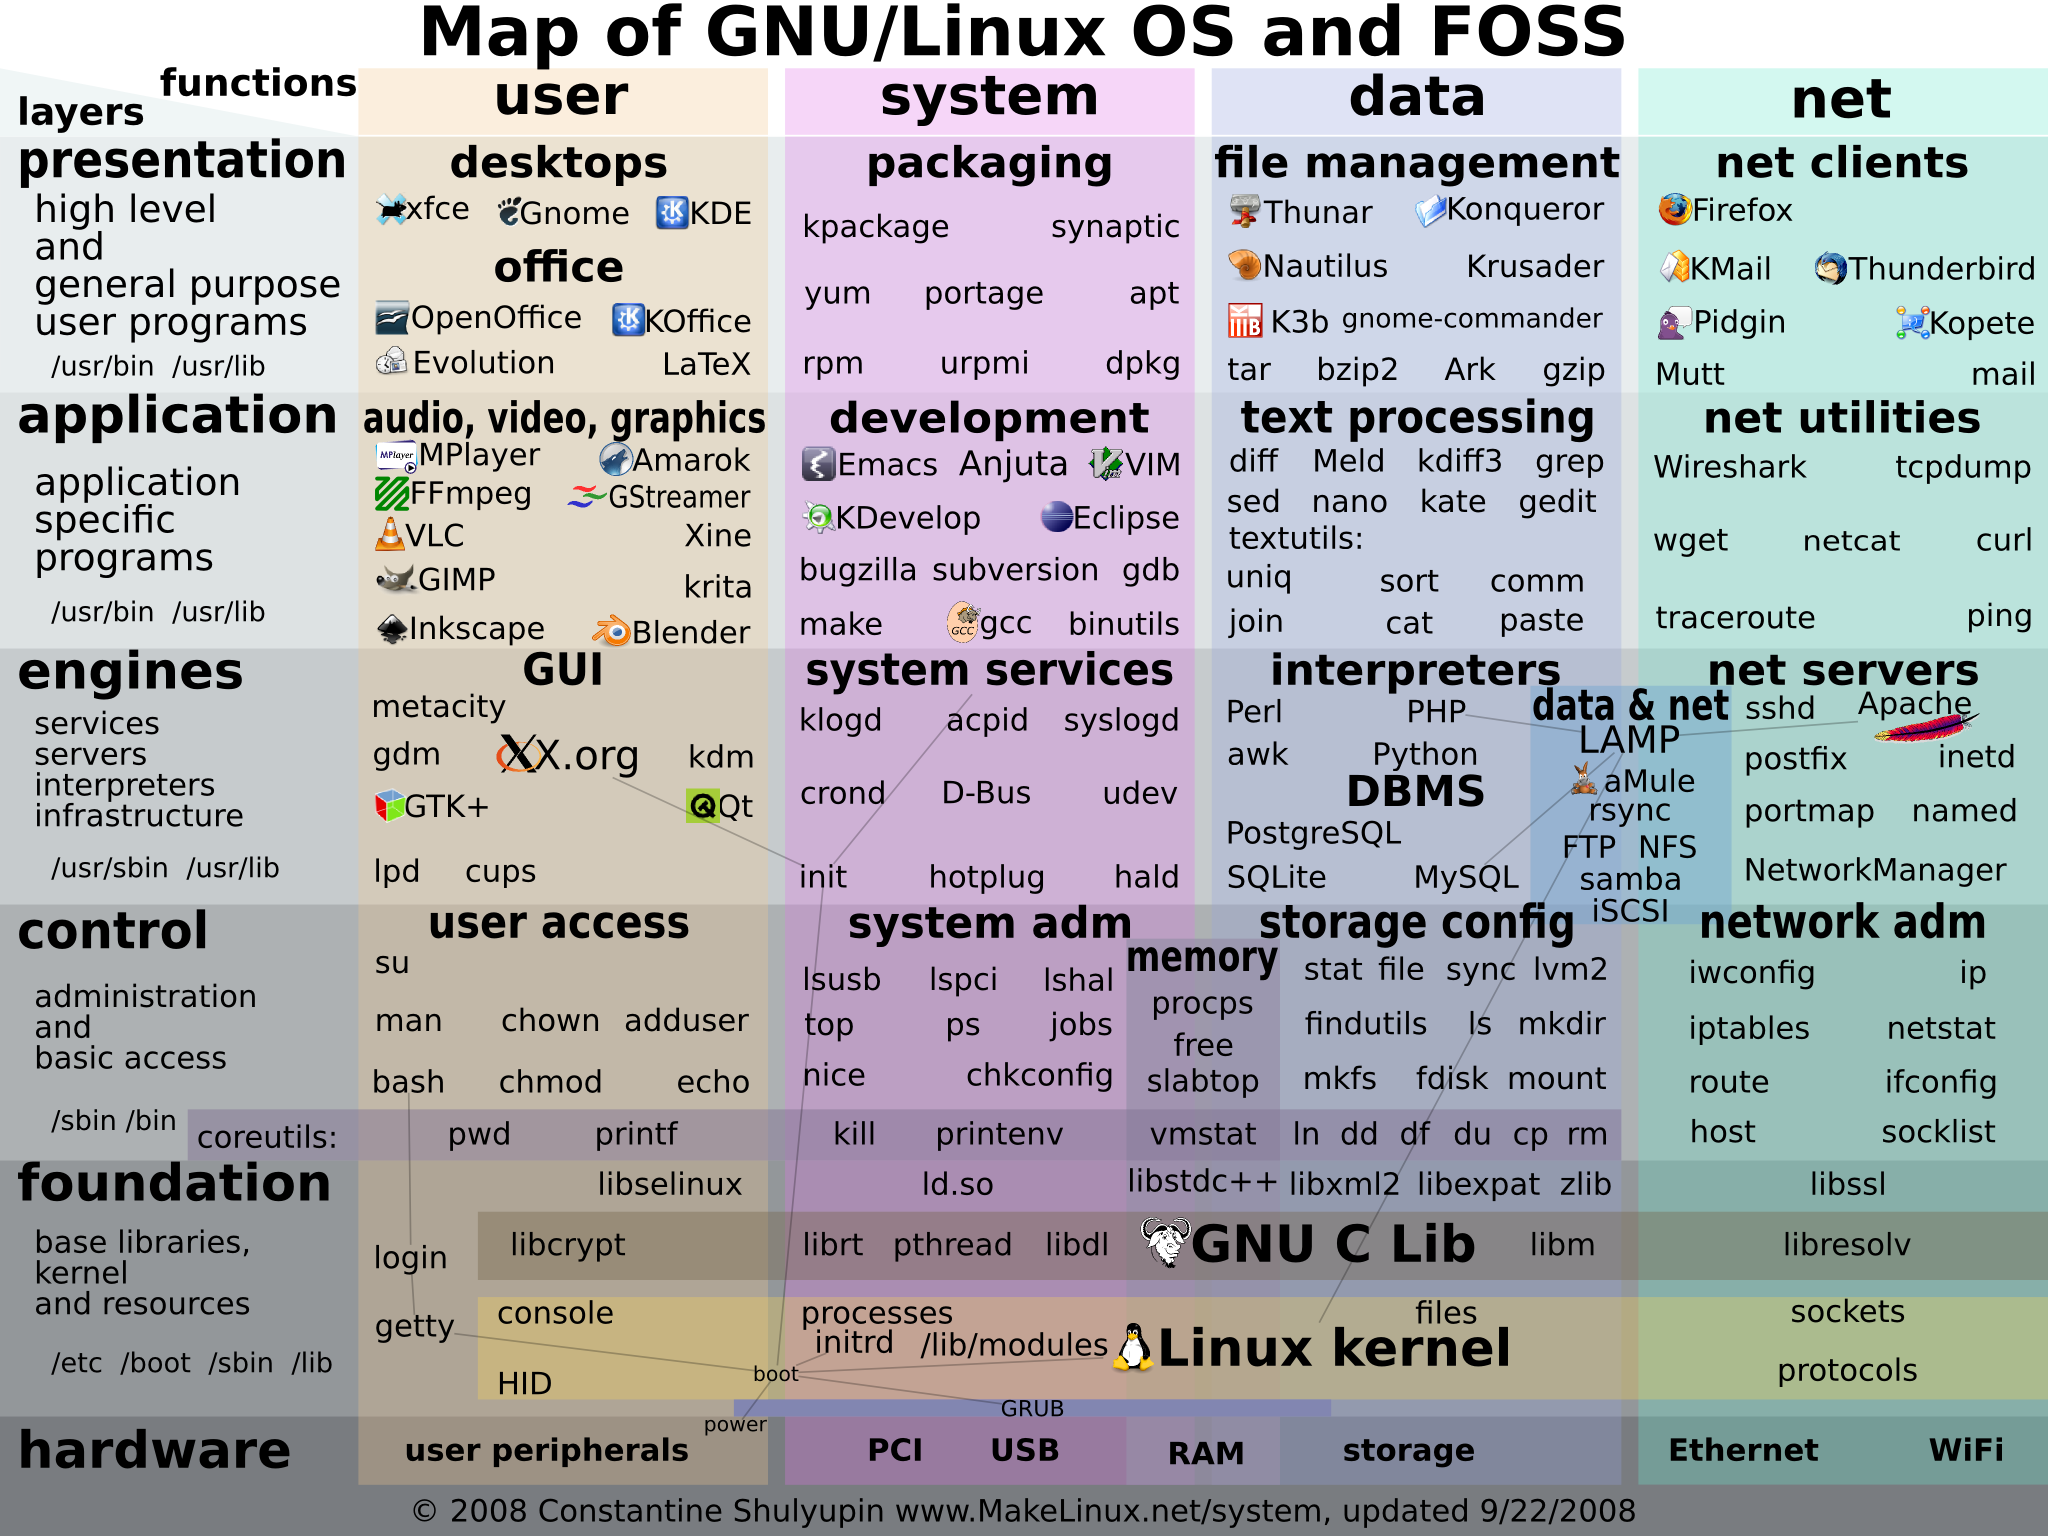 Map of GNU/Linux OS and FOSS
functions
layers
user
system
data
net
presentation
high level
and
general purpose
user programs
/usr/bin /usr/lib
desktops
xfce Gnome KDE
office
OpenOffice KOffice
Evolution LaTeX
packaging
kpackage synaptic
yum portage apt
rpm urpmi dpkg
file management
Thunar Konqueror
Nautilus Krusader
K3b gnome-commander
tar bzip2 Ark gzip
net clients
Firefox
KMail Thunderbird
Pidgin Kopete
Mutt mail
application
application
specific
programs
/usr/bin /usr/lib
audio, video, graphics
MPlayer MPlayer Amarok
FFmpeg GStreamer
VLC Xine
GIMP krita
Inkscape Blender
development
Emacs Anjuta VIM
KDevelop Eclipse
bugzilla subversion gdb
make GCC gcc binutils
text processing
diff Meld kdiff3 grep
sed nano kate gedit
textutils:
uniq sort comm
join cat paste
net utilities
Wireshark tcpdump
wget netcat curl
traceroute ping
engines
services
servers
interpreters
infrastructure
/usr/sbin /usr/lib
GUI
metacity
gdm X.org kdm
GTK+ Qt
lpd cups
system services
klogd acpid syslogd
crond D-Bus udev
init hotplug hald
interpreters
Perl PHP
awk Python
DBMS
PostgreSQL
SQLite MySQL
data & net
LAMP
aMule
rsync
FTP NFS
samba
iSCSI
net servers
sshd Apache
postfix inetd
portmap named
NetworkManager
control
administration
and
basic access
/sbin /bin
user access
su
man chown adduser
bash chmod echo
system adm
lsusb lspci lshal
top ps jobs
nice chkconfig
memory
procps
free
slabtop
storage config
stat file sync lvm2
findutils ls mkdir
mkfs fdisk mount
network adm
iwconfig ip
iptables netstat
route ifconfig
host socklist
coreutils: pwd printf kill printenv vmstat ln dd df du cp rm
foundation
base libraries,
kernel
and resources
/etc /boot /sbin /lib
libselinux ld.so libstdc++ libxml2 libexpat zlib libssl
login libcrypt librt pthread libdl GNU C Lib libm libresolv
getty console processes files sockets
initrd /lib/modules Linux kernel
HID boot protocols
GRUB
power
hardware
user peripherals PCI USB RAM storage Ethernet WiFi
© 2008 Constantine Shulyupin www.MakeLinux.net/system, updated 9/22/2008